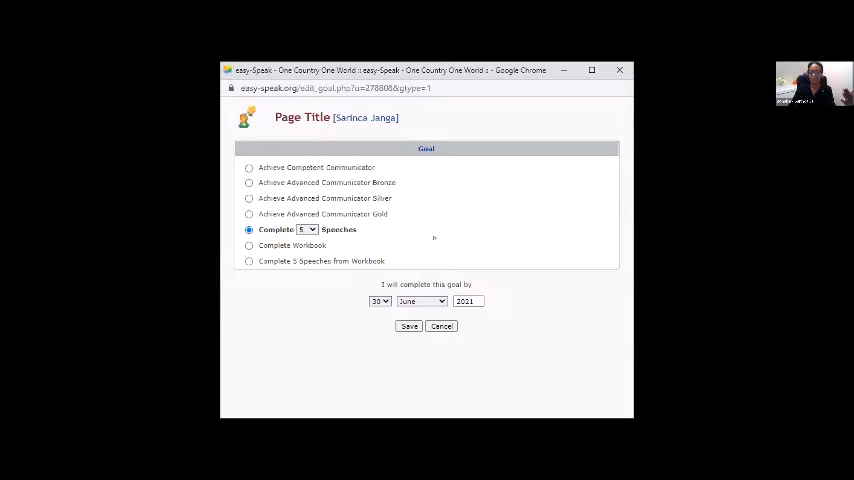 easy-Speak - One Country One World :: easy-Speak - One Country One World :: - Google Chrome
easy-speak.org/edit_goal.php?u=278808&gtype=1
Page Title [Sarinca Janga]
Goal
Achieve Competent Communicator
Achieve Advanced Communicator Bronze
Achieve Advanced Communicator Silver
Achieve Advanced Communicator Gold
Complete 5 Speeches
Complete Workbook
Complete 5 Speeches from Workbook
I will complete this goal by
30 June 2021
Save Cancel